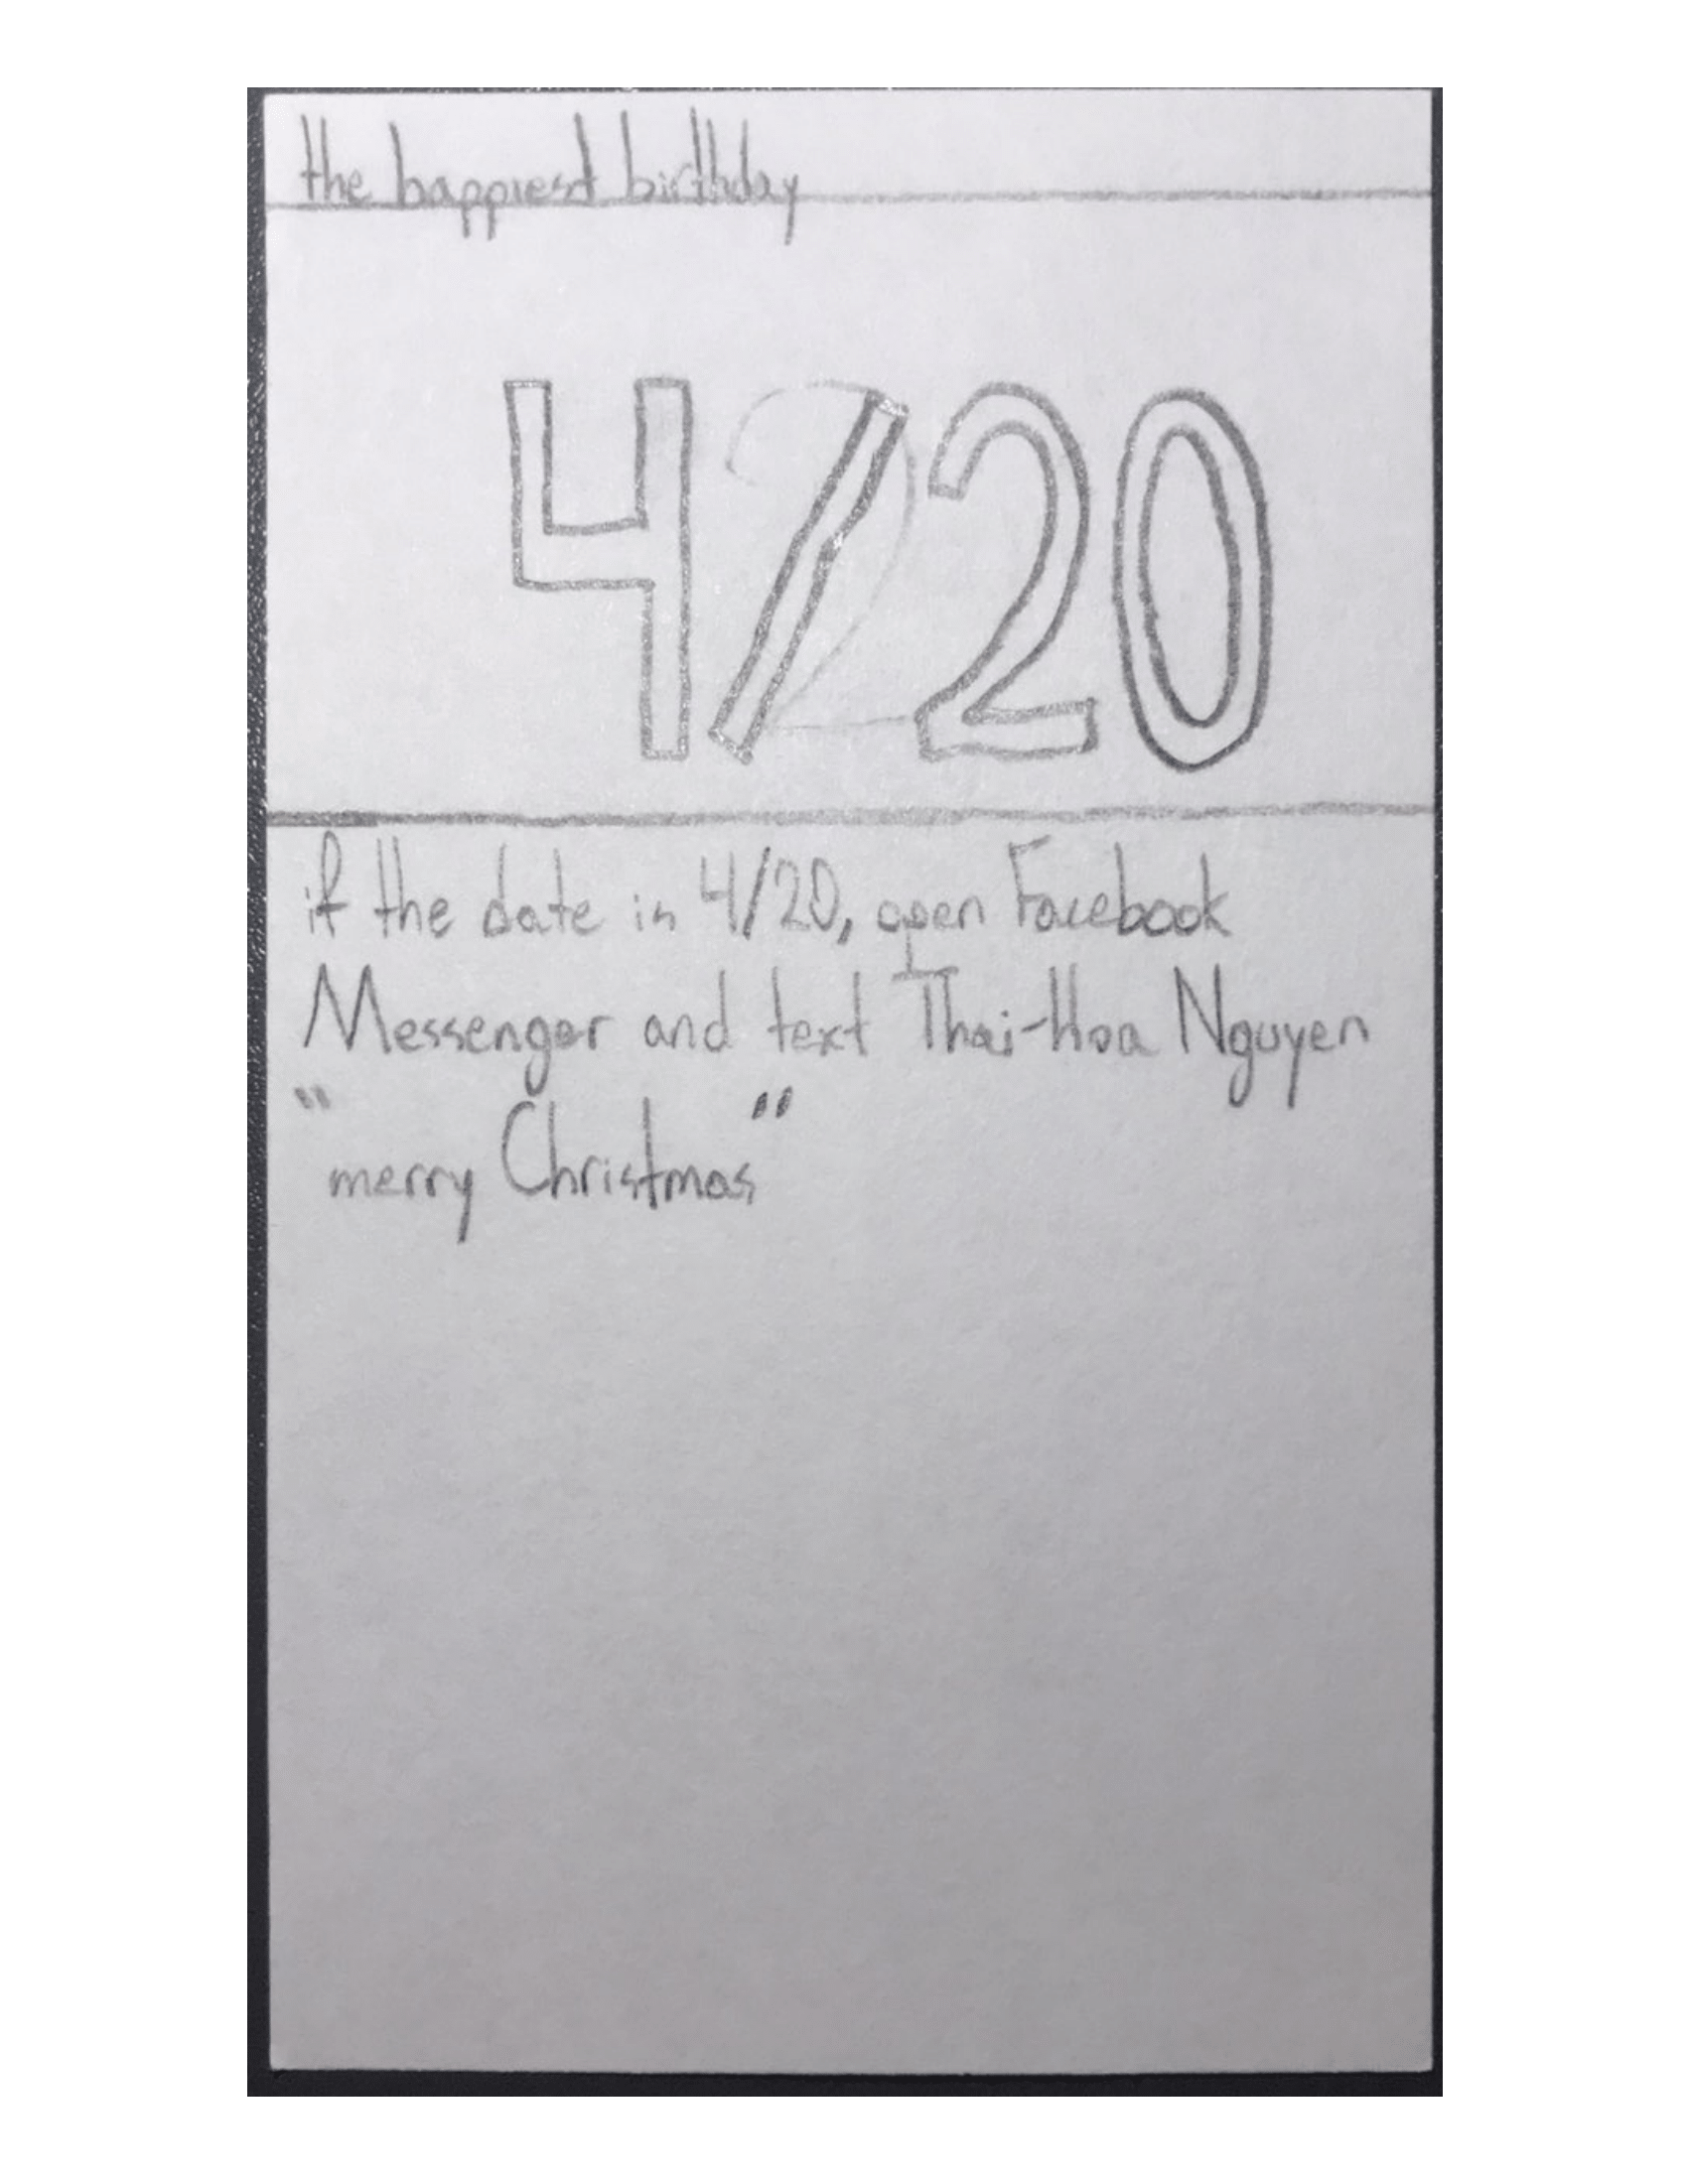 the happiest birthday
4/20
if the date is 4/20, open Facebook
Messenger and text Thai-Hoa Nguyen
"merry Christmas"